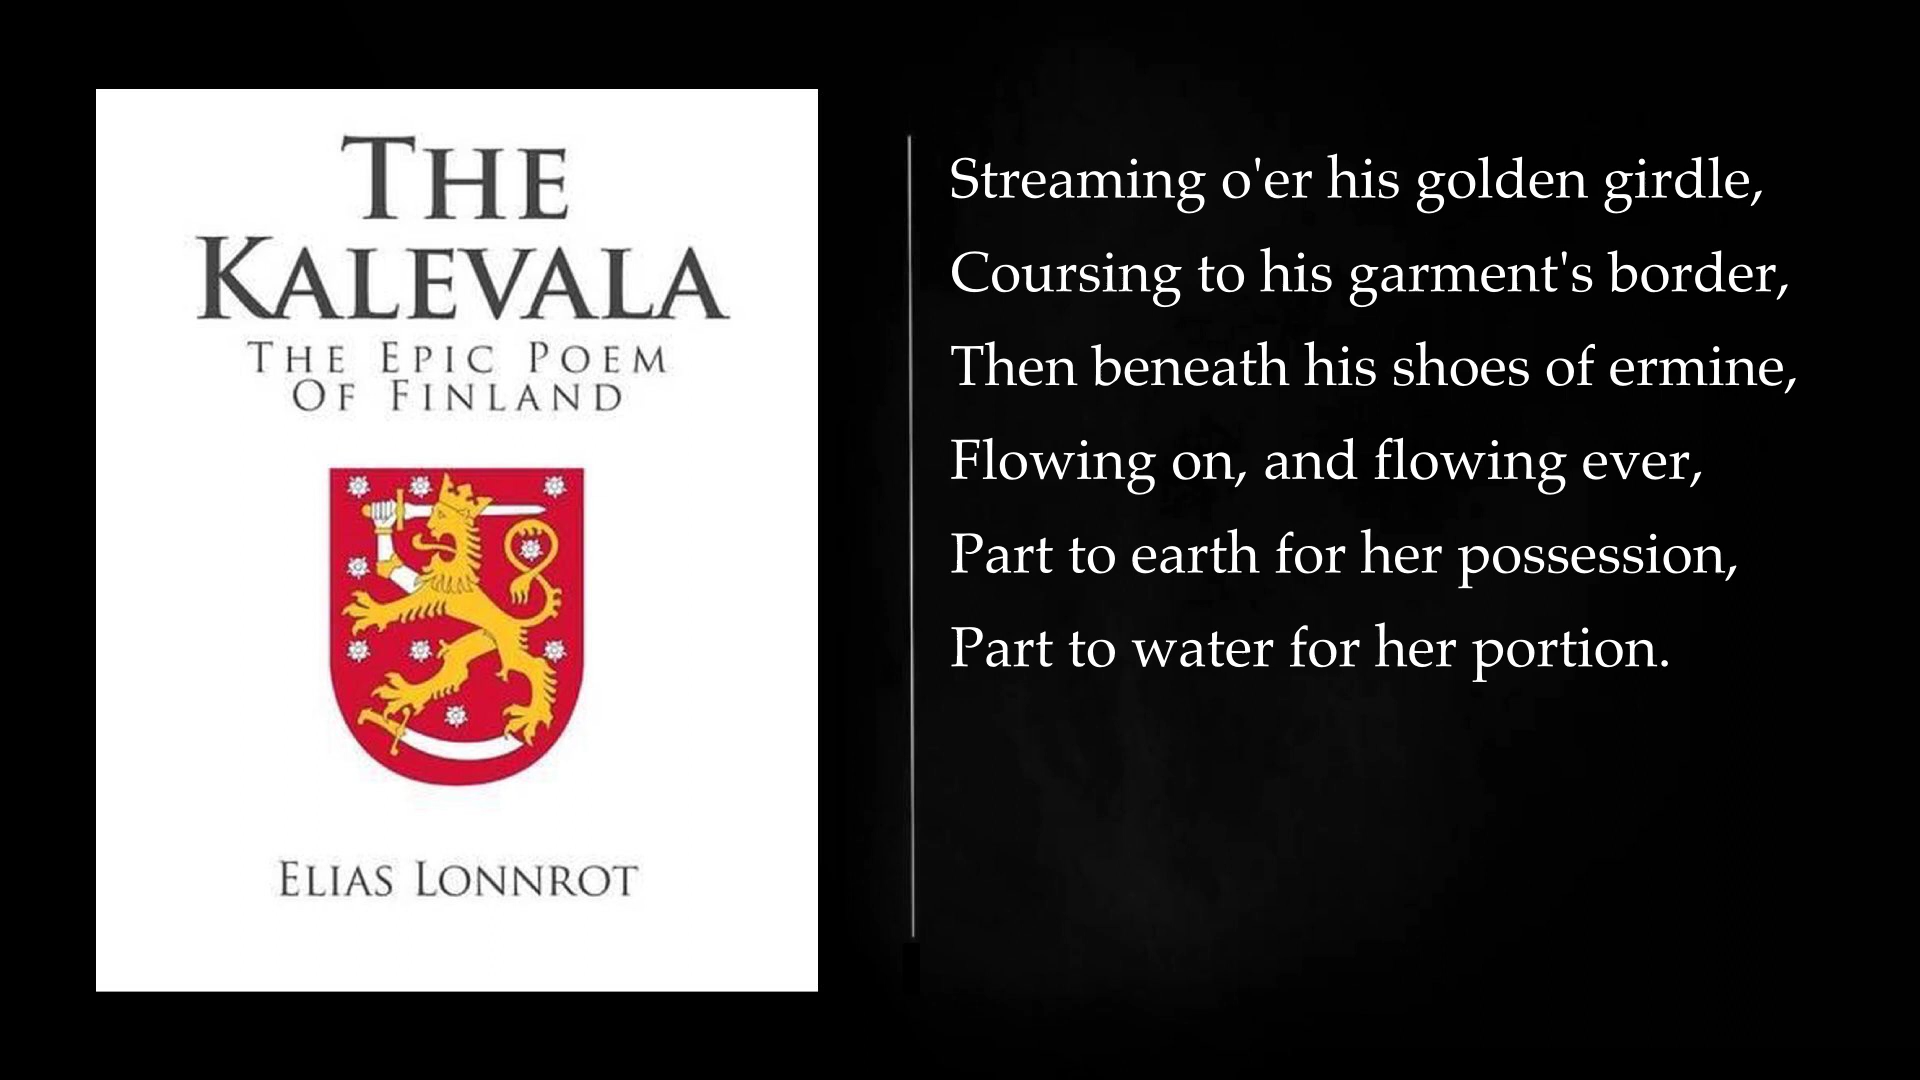 THE
KALEVALA
THE EPIC POEM
OF FINLAND
ELIAS LONNROT
Streaming o'er his golden girdle,
Coursing to his garment's border,
Then beneath his shoes of ermine,
Flowing on, and flowing ever,
Part to earth for her possession,
Part to water for her portion.